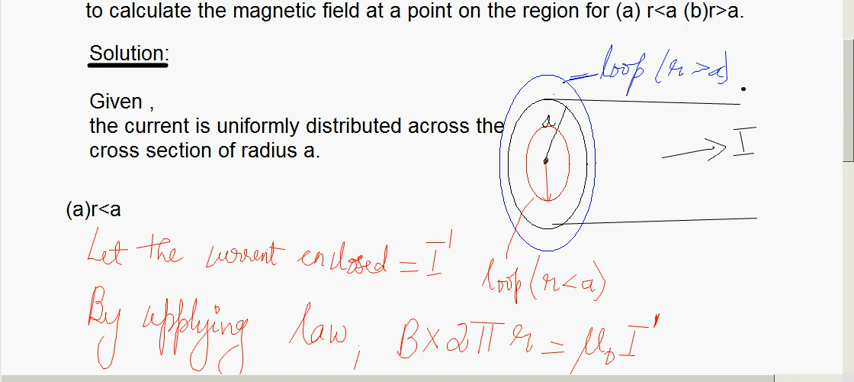 to calculate the magnetic field at a point on the region for (a) r<a (b)r>a.
Solution:
loop (r>a)
Given ,
the current is uniformly distributed across the
cross section of radius a.
a
I
(a)r<a
Let the current enclosed = I'
loop (r<a)
By applying law, B×2πr = μ₀I'